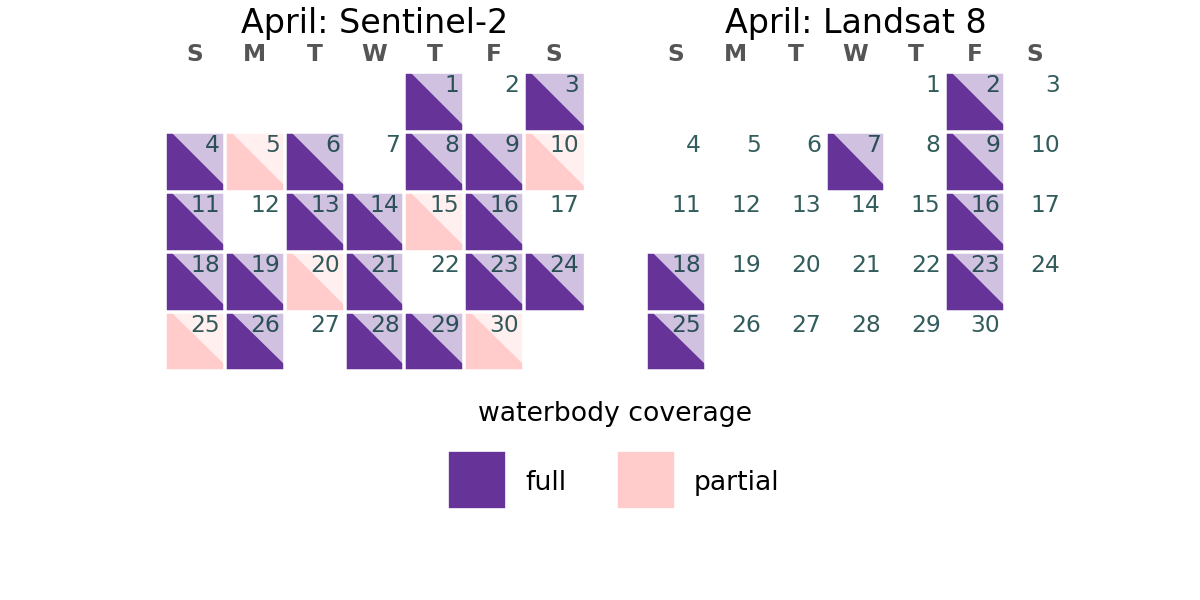 April: Sentinel-2
S M T W T F S
1 2 3
4 5 6 7 8 9 10
11 12 13 14 15 16 17
18 19 20 21 22 23 24
25 26 27 28 29 30
April: Landsat 8
S M T W T F S
1 2 3
4 5 6 7 8 9 10
11 12 13 14 15 16 17
18 19 20 21 22 23 24
25 26 27 28 29 30
waterbody coverage
full partial